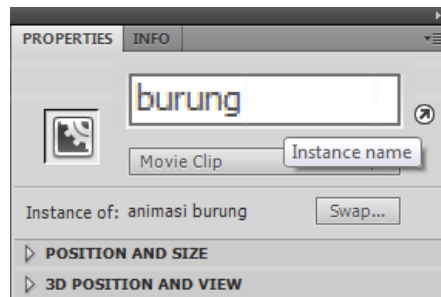 PROPERTIES INFO
burung
Instance name
Movie Clip
Instance of: animasi burung Swap...
POSITION AND SIZE
3D POSITION AND VIEW